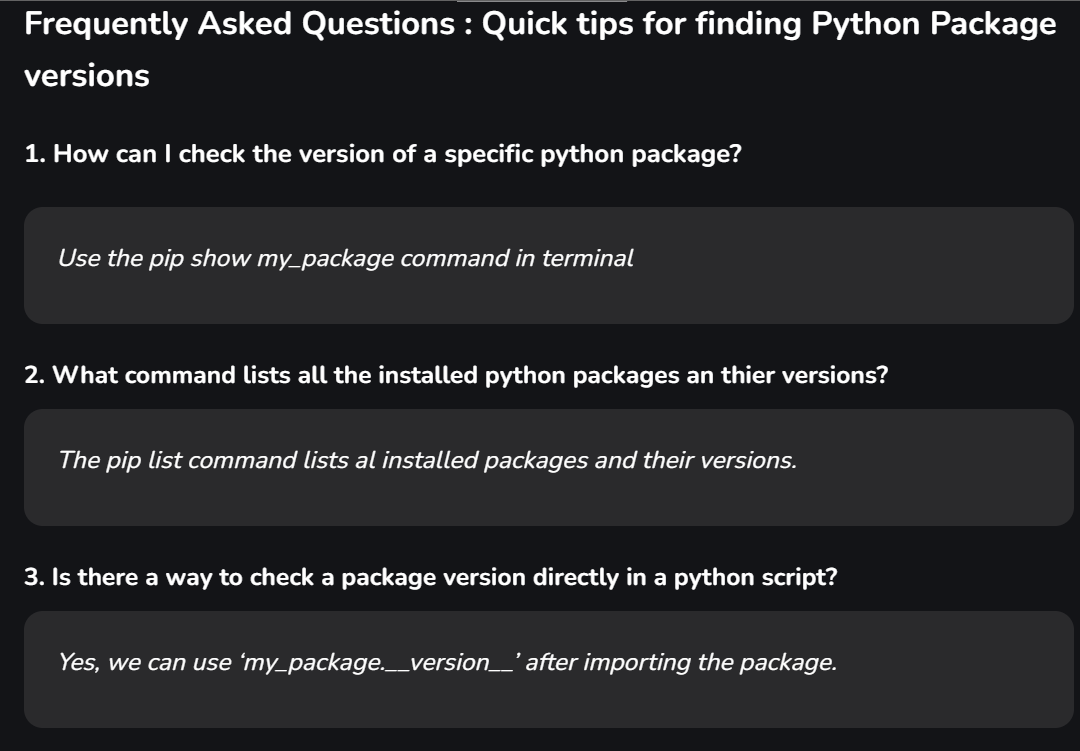 Frequently Asked Questions : Quick tips for finding Python Package
versions
1. How can I check the version of a specific python package?
Use the pip show my_package command in terminal
2. What command lists all the installed python packages an thier versions?
The pip list command lists al installed packages and their versions.
3. Is there a way to check a package version directly in a python script?
Yes, we can use ‘my_package.__version__’ after importing the package.